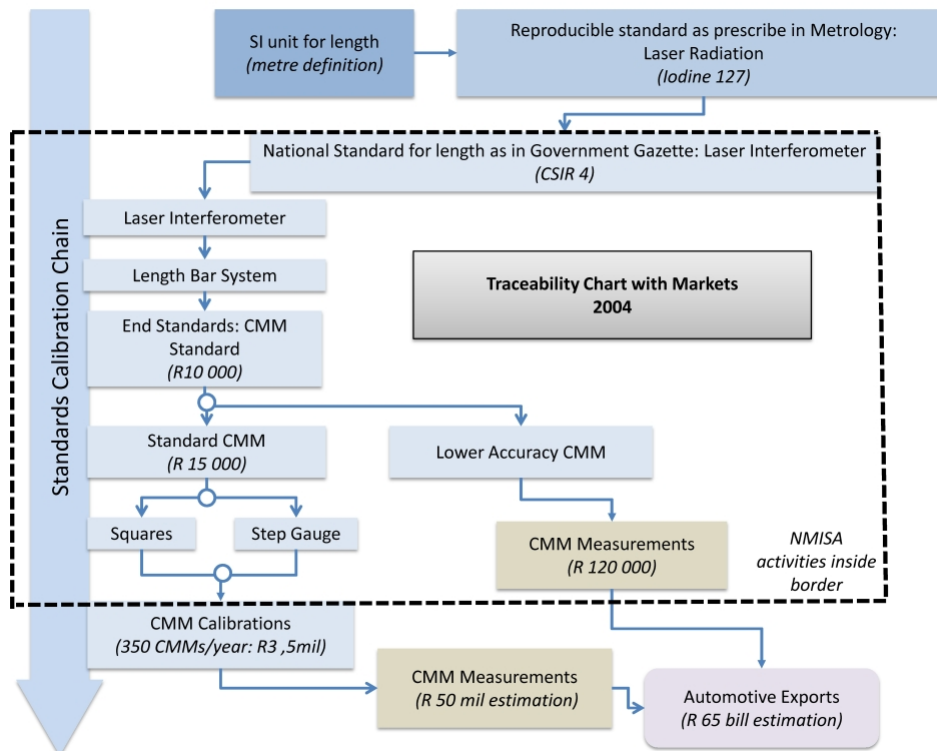 SI unit for length
(metre definition)
Reproducible standard as prescribe in Metrology:
Laser Radiation
(Iodine 127)
National Standard for length as in Government Gazette: Laser Interferometer
(CSIR 4)
Standards Calibration Chain
Laser Interferometer
Length Bar System
Traceability Chart with Markets
2004
End Standards: CMM
Standard
(R10 000)
Standard CMM
(R 15 000)
Lower Accuracy CMM
Squares
Step Gauge
CMM Measurements
(R 120 000)
NMISA
activities inside
border
CMM Calibrations
(350 CMMs/year: R3 ,5mil)
CMM Measurements
(R 50 mil estimation)
Automotive Exports
(R 65 bill estimation)